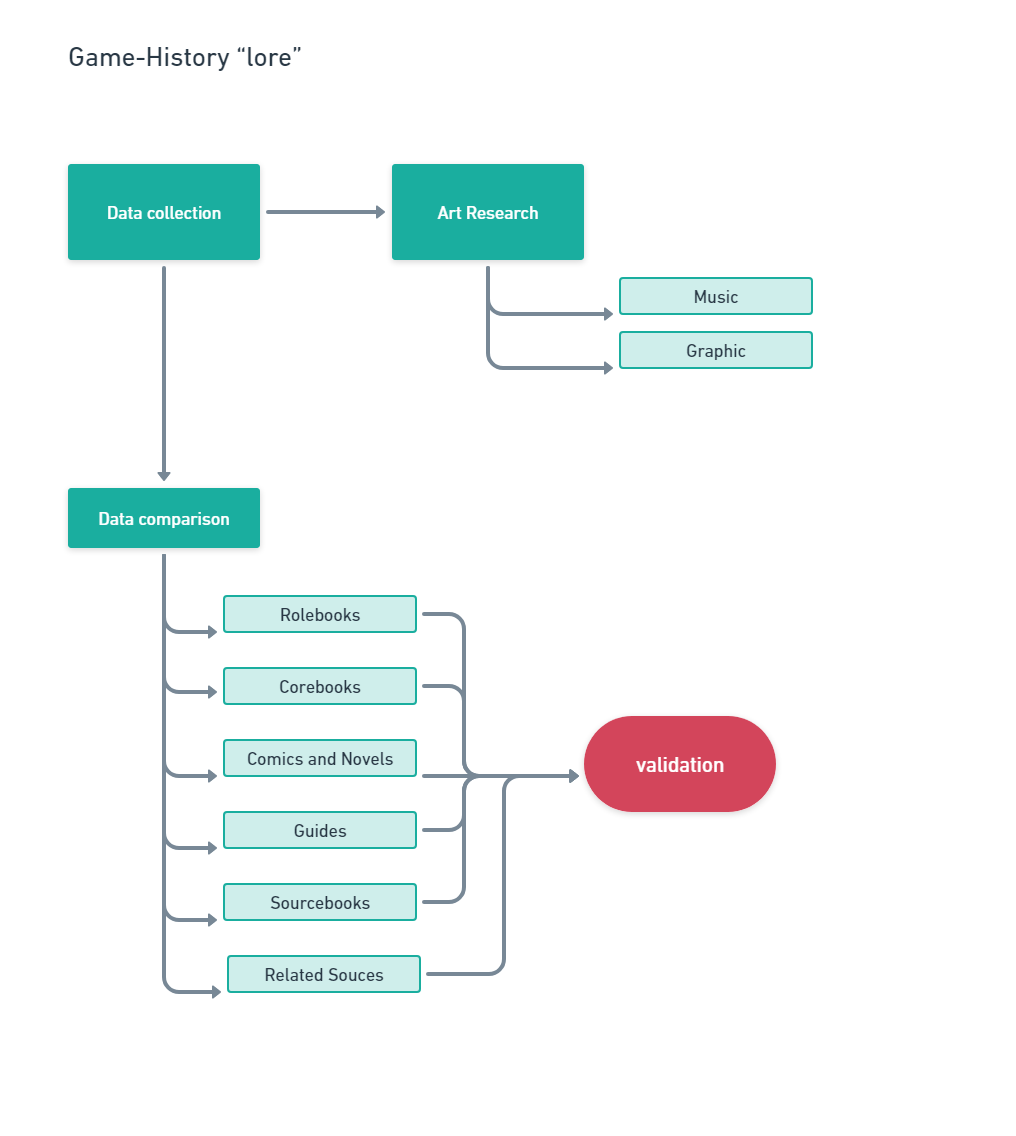 Game-History “lore”
Data collection
Art Research
Music
Graphic
Data comparison
Rolebooks
Corebooks
Comics and Novels
Guides
Sourcebooks
Related Souces
validation